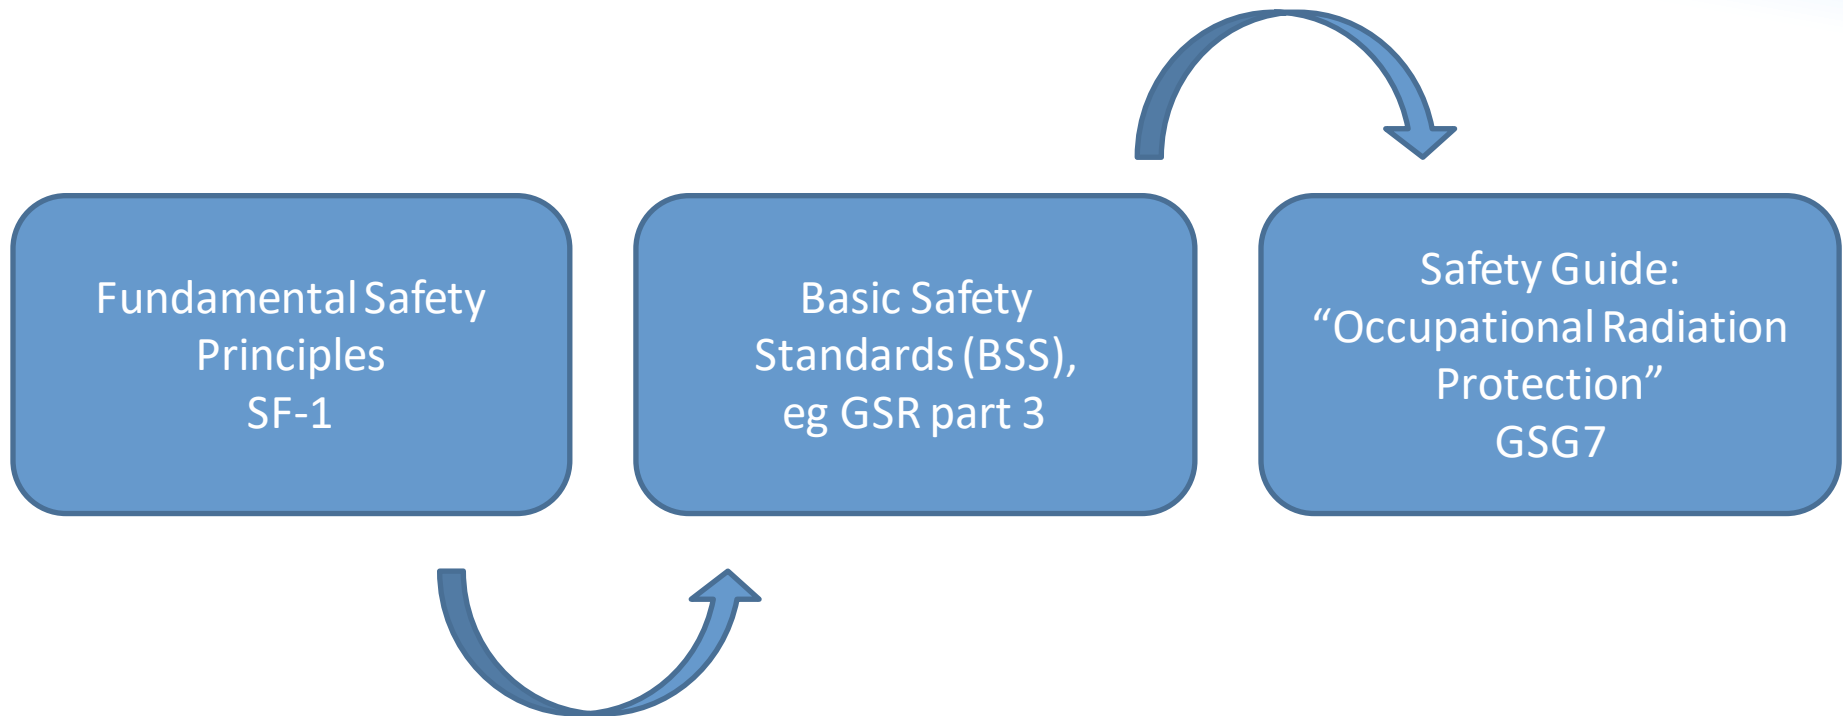 Fundamental Safety
Principles
SF-1
Basic Safety
Standards (BSS),
eg GSR part 3
Safety Guide:
“Occupational Radiation
Protection”
GSG7